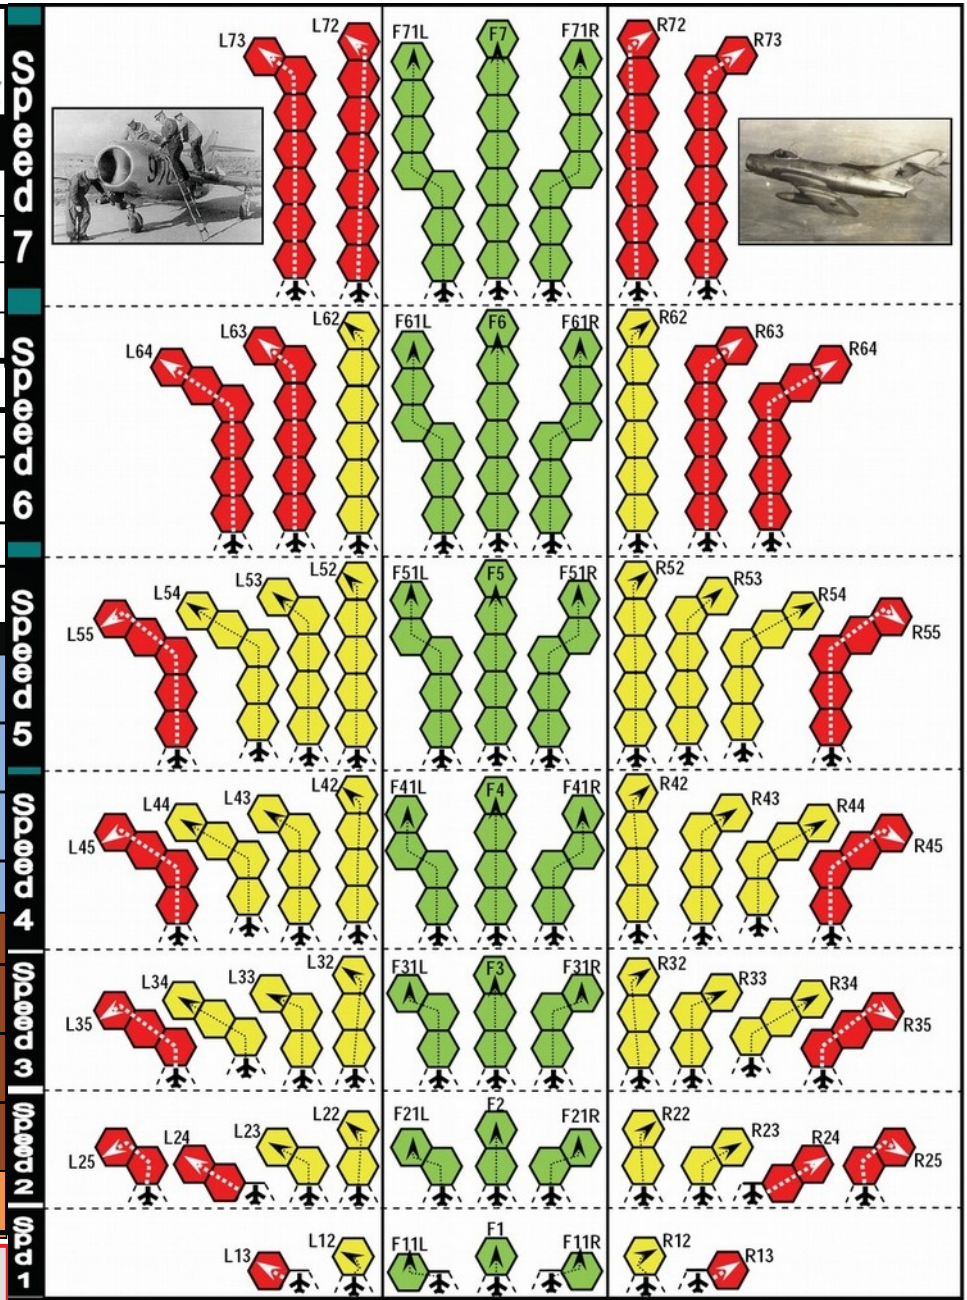 Speed 7
L73 L72 F71L F7 F71R R72 R73
Speed 6
L64 L63 L62 F61L F6 F61R R62 R63 R64
Speed 5
L55 L54 L53 L52 F51L F5 F51R R52 R53 R54 R55
Speed 4
L45 L44 L43 L42 F41L F4 F41R R42 R43 R44 R45
Speed 3
L35 L34 L33 L32 F31L F3 F31R R32 R33 R34 R35
Speed 2
L25 L24 L23 L22 F21L F2 F21R R22 R23 R24 R25
Spd 1
L13 L12 F11L F1 F11R R12 R13